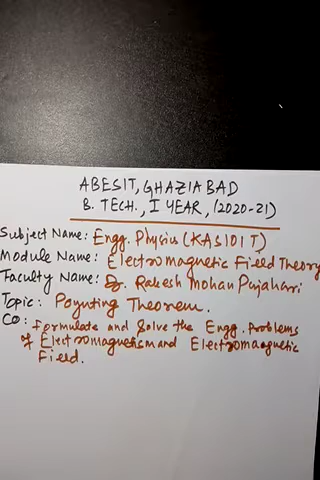 ABESIT, GHAZIABAD
B. TECH., I YEAR, (2020-21)
Subject Name: Engg. Physics (KAS101T)
Module Name: Electromagnetic Field Theory
Faculty Name: Dr. Rakesh Mohan Pujahari
Topic: Poynting Theorem.
CO: Formulate and Solve the Engg. Problems
of Electromagnetism and Electromagnetic
Field.